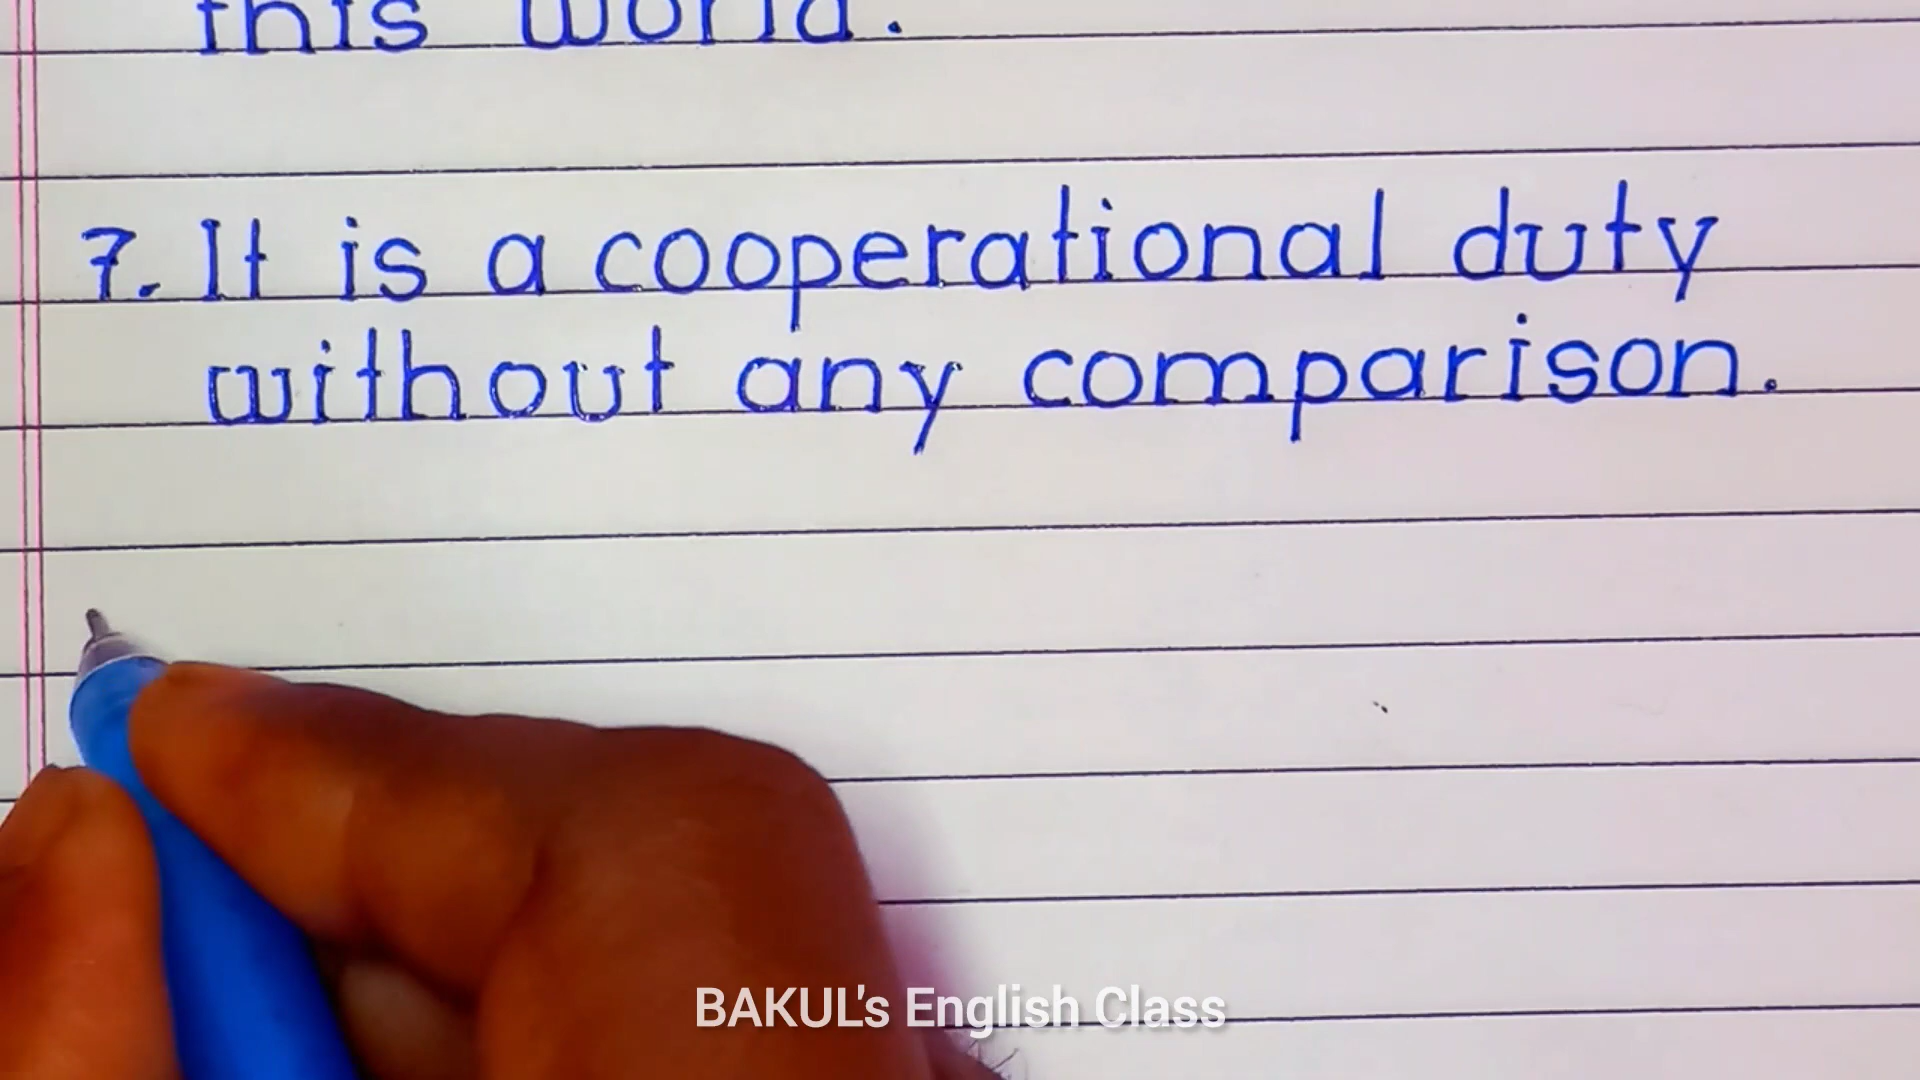 this world.
7. It is a cooperational duty
without any comparison.
BAKUL's English Class